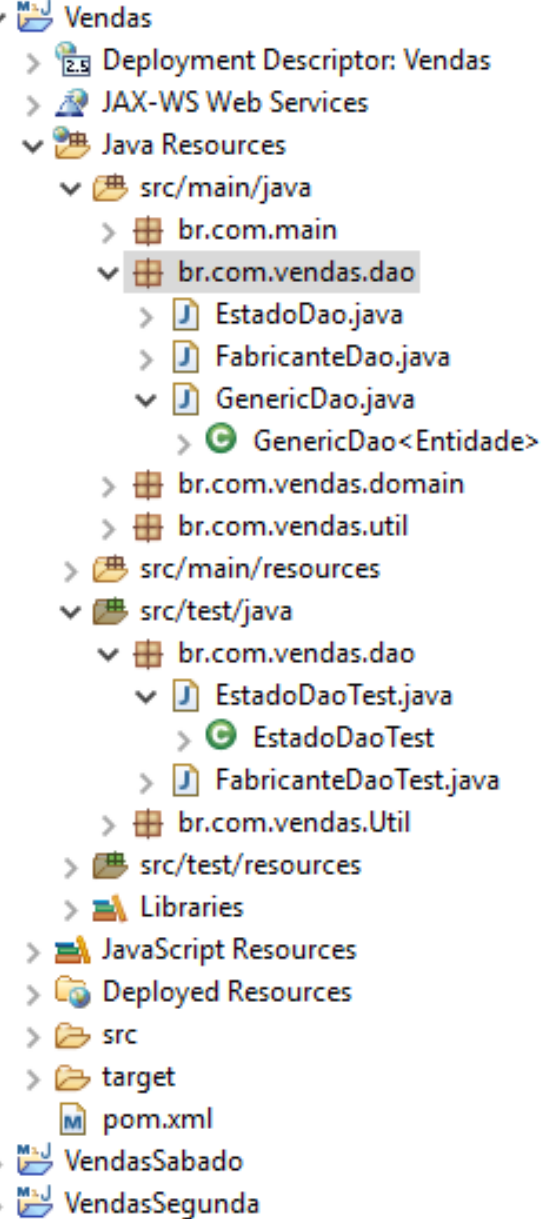 Vendas
2.5 Deployment Descriptor: Vendas
JAX-WS Web Services
Java Resources
src/main/java
br.com.main
br.com.vendas.dao
J EstadoDao.java
J FabricanteDao.java
J GenericDao.java
C GenericDao<Entidade>
br.com.vendas.domain
br.com.vendas.util
src/main/resources
src/test/java
br.com.vendas.dao
J EstadoDaoTest.java
C EstadoDaoTest
J FabricanteDaoTest.java
br.com.vendas.Util
src/test/resources
Libraries
JavaScript Resources
Deployed Resources
src
target
M pom.xml
VendasSabado
VendasSegunda